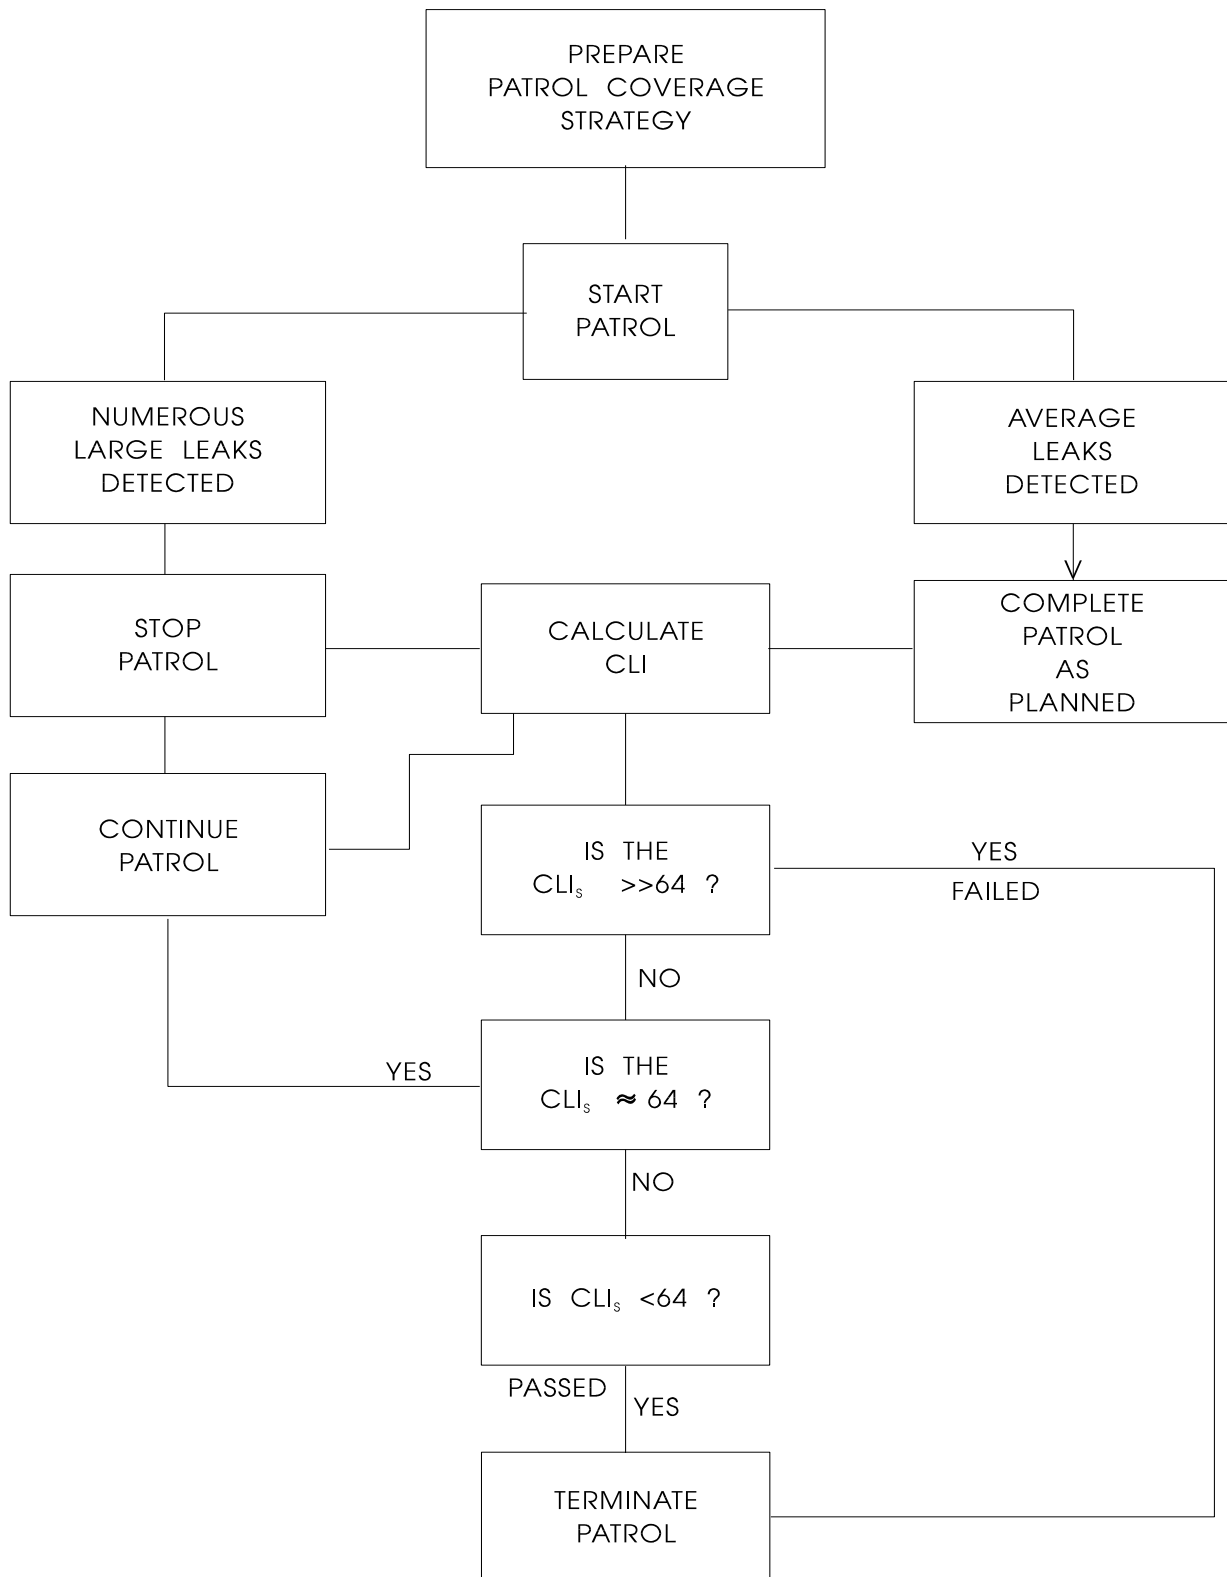 PREPARE
PATROL COVERAGE
STRATEGY
START
PATROL
NUMEROUS
LARGE LEAKS
DETECTED
AVERAGE
LEAKS
DETECTED
STOP
PATROL
CALCULATE
CLI
COMPLETE
PATROL
AS
PLANNED
CONTINUE
PATROL
IS THE
CLIₛ >>64 ?
YES
FAILED
NO
IS THE
CLIₛ ≈ 64 ?
YES
NO
IS CLIₛ <64 ?
PASSED
YES
TERMINATE
PATROL